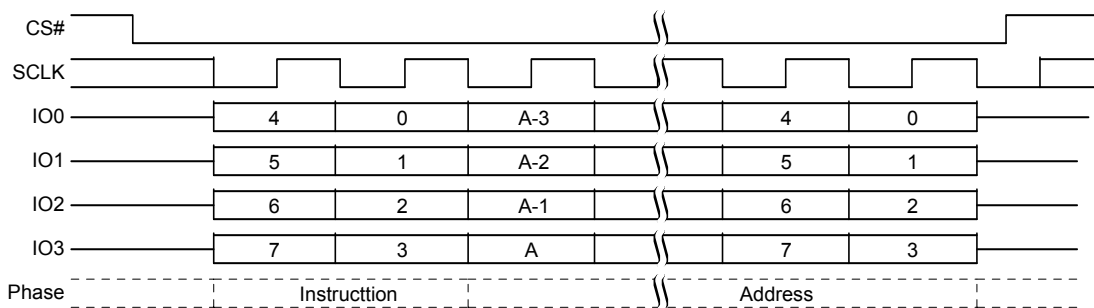 CS#
SCLK
IO0 4 0 A-3 4 0
IO1 5 1 A-2 5 1
IO2 6 2 A-1 6 2
IO3 7 3 A 7 3
Phase Instructtion Address